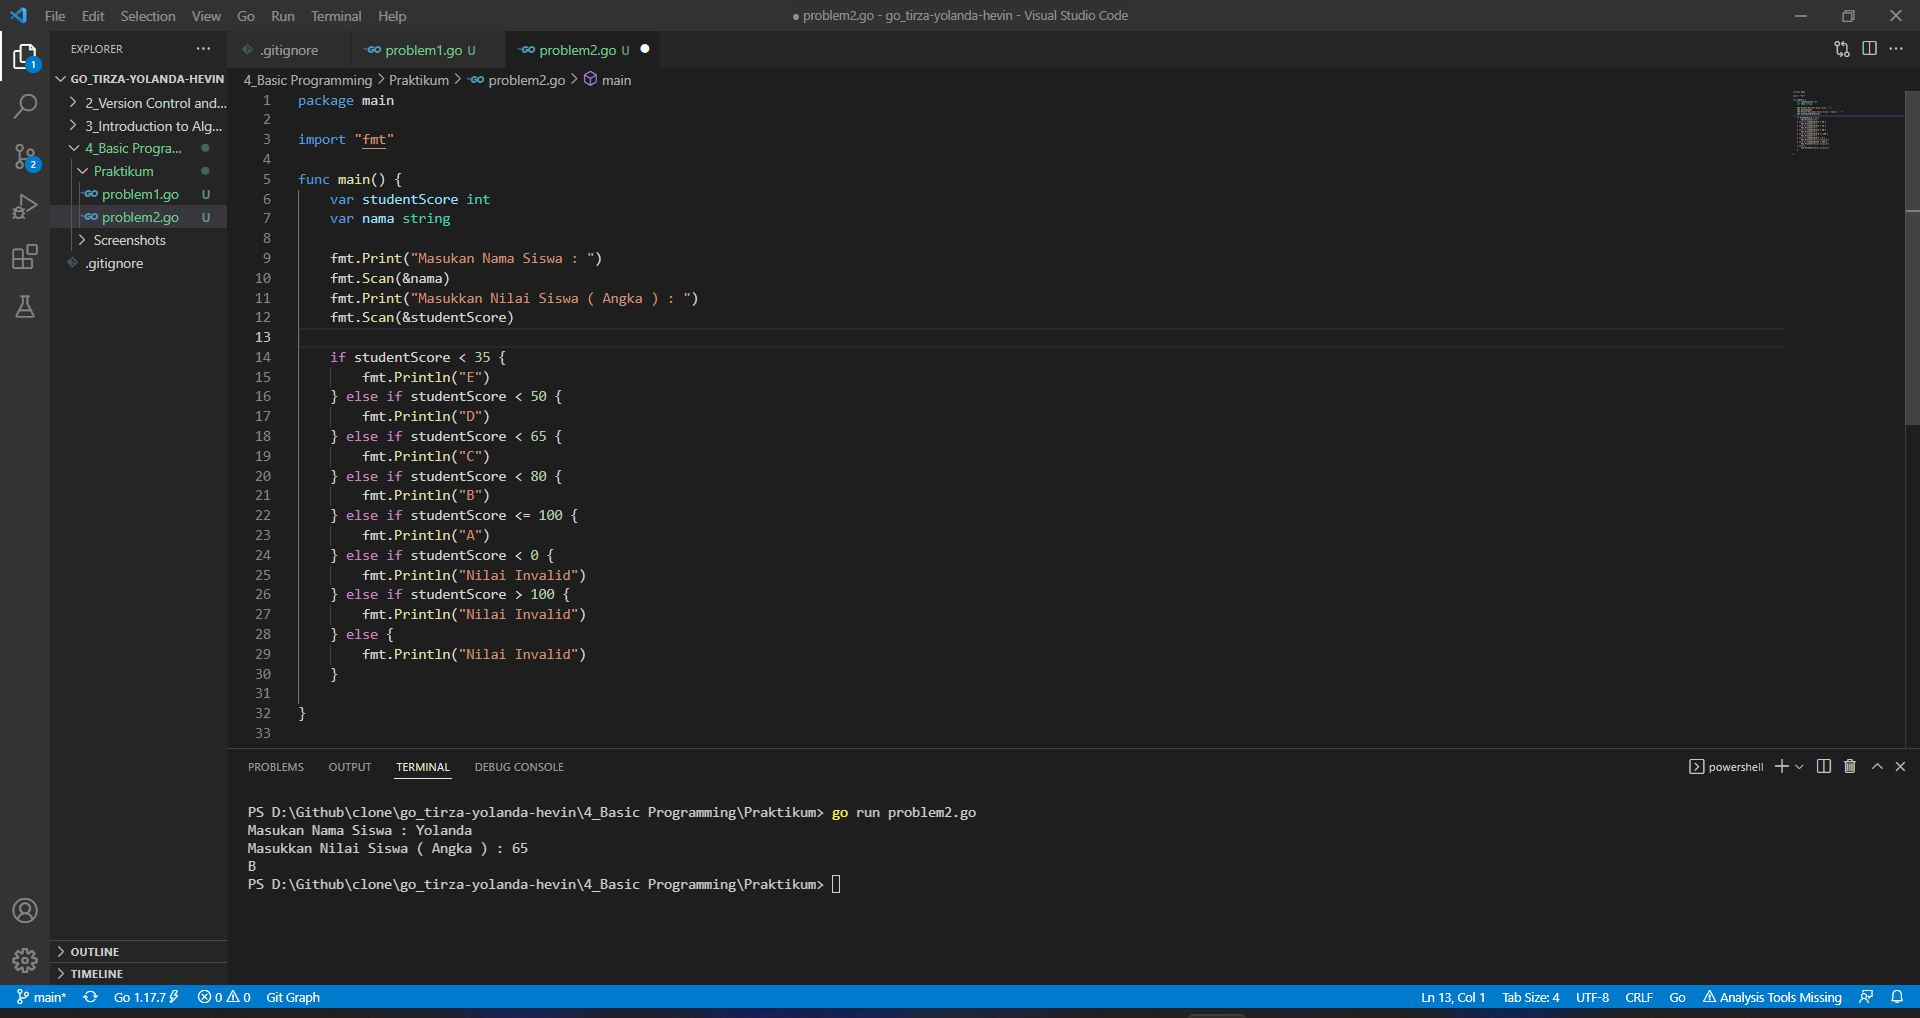 File Edit Selection View Go Run Terminal Help
● problem2.go - go_tirza-yolanda-hevin - Visual Studio Code
EXPLORER ···
.gitignore
GO problem1.go U
GO problem2.go U ●
1
2
GO_TIRZA-YOLANDA-HEVIN
2_Version Control and...
3_Introduction to Alg...
4_Basic Progra...
Praktikum
GO problem1.go U
GO problem2.go U
Screenshots
.gitignore
OUTLINE
TIMELINE
4_Basic Programming > Praktikum > GO problem2.go > main
1 package main
2
3 import "fmt"
4
5 func main() {
6 var studentScore int
7 var nama string
8
9 fmt.Print("Masukan Nama Siswa : ")
10 fmt.Scan(&nama)
11 fmt.Print("Masukkan Nilai Siswa ( Angka ) : ")
12 fmt.Scan(&studentScore)
13
14 if studentScore < 35 {
15 fmt.Println("E")
16 } else if studentScore < 50 {
17 fmt.Println("D")
18 } else if studentScore < 65 {
19 fmt.Println("C")
20 } else if studentScore < 80 {
21 fmt.Println("B")
22 } else if studentScore <= 100 {
23 fmt.Println("A")
24 } else if studentScore < 0 {
25 fmt.Println("Nilai Invalid")
26 } else if studentScore > 100 {
27 fmt.Println("Nilai Invalid")
28 } else {
29 fmt.Println("Nilai Invalid")
30 }
31
32 }
33
PROBLEMS OUTPUT TERMINAL DEBUG CONSOLE
powershell
PS D:\Github\clone\go_tirza-yolanda-hevin\4_Basic Programming\Praktikum> go run problem2.go
Masukan Nama Siswa : Yolanda
Masukkan Nilai Siswa ( Angka ) : 65
B
PS D:\Github\clone\go_tirza-yolanda-hevin\4_Basic Programming\Praktikum>
main* Go 1.17.7 0 0 Git Graph
Ln 13, Col 1 Tab Size: 4 UTF-8 CRLF Go Analysis Tools Missing